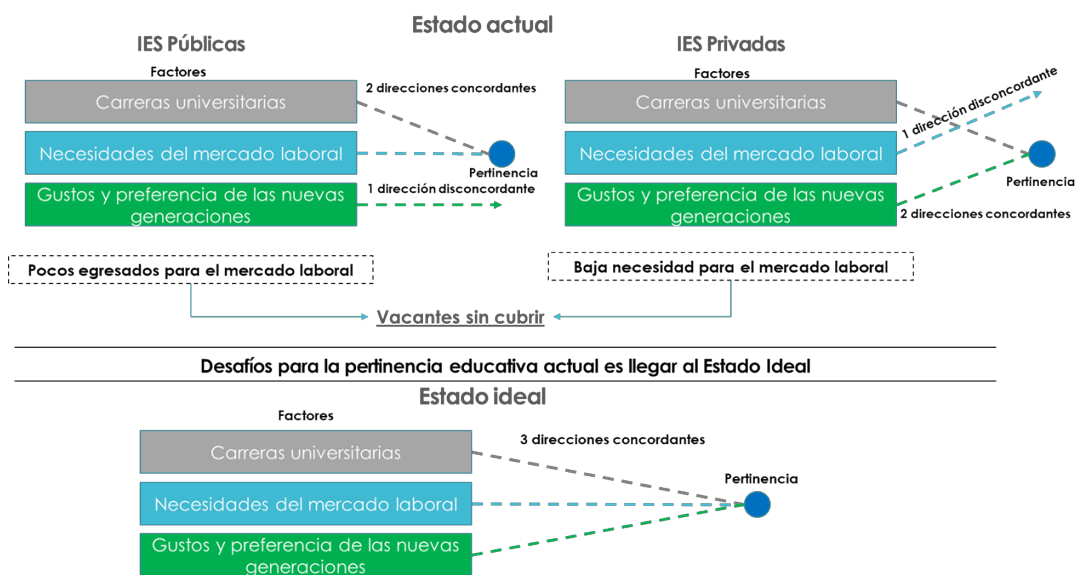 Estado actual
IES Públicas
Factores
Carreras universitarias
Necesidades del mercado laboral
Gustos y preferencia de las nuevas
generaciones
2 direcciones concordantes
Pertinencia
1 dirección disconcordante
Pocos egresados para el mercado laboral
IES Privadas
Factores
Carreras universitarias
Necesidades del mercado laboral
Gustos y preferencia de las nuevas
generaciones
1 dirección disconcordante
Pertinencia
2 direcciones concordantes
Baja necesidad para el mercado laboral
Vacantes sin cubrir
Desafíos para la pertinencia educativa actual es llegar al Estado Ideal
Estado ideal
Factores
Carreras universitarias
Necesidades del mercado laboral
Gustos y preferencia de las nuevas
generaciones
3 direcciones concordantes
Pertinencia